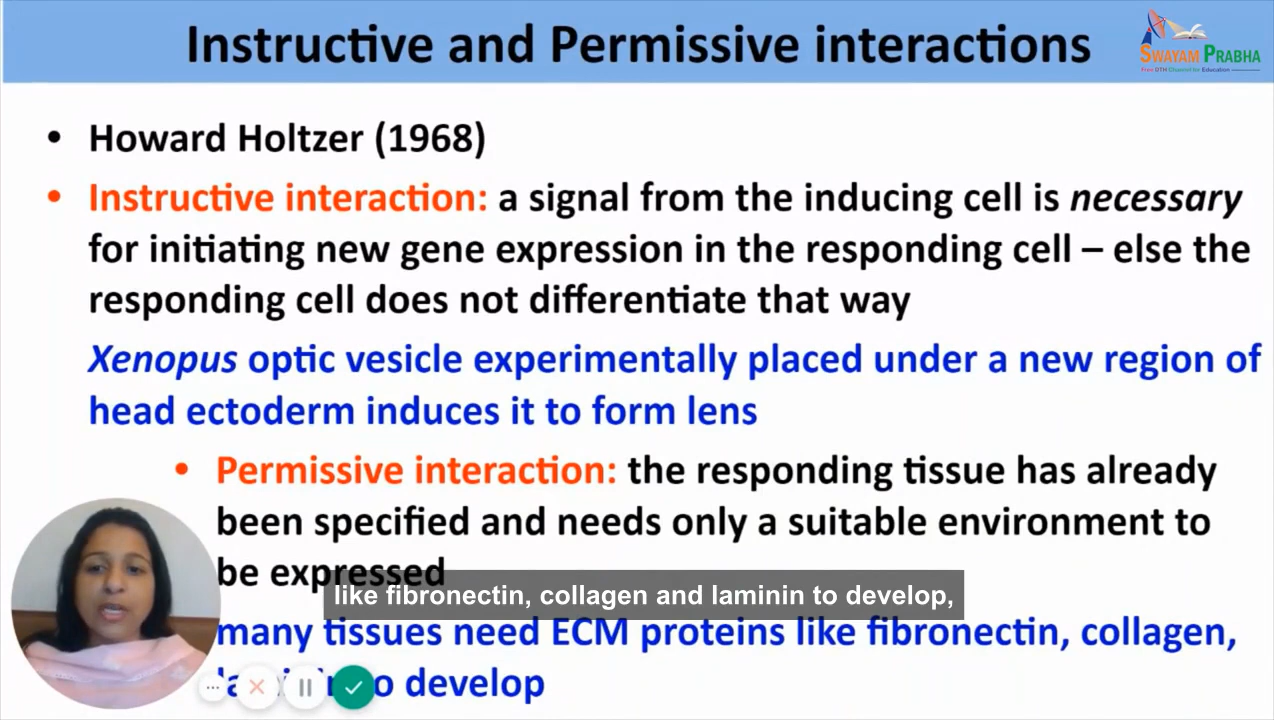 Instructive and Permissive interactions
SWAYAM PRABHA
Free DTH Channel for Education
• Howard Holtzer (1968)
• Instructive interaction: a signal from the inducing cell is necessary
for initiating new gene expression in the responding cell – else the
responding cell does not differentiate that way
Xenopus optic vesicle experimentally placed under a new region of
head ectoderm induces it to form lens
• Permissive interaction: the responding tissue has already
been specified and needs only a suitable environment to
be expressed
like fibronectin, collagen and laminin to develop,
many tissues need ECM proteins like fibronectin, collagen,
develop